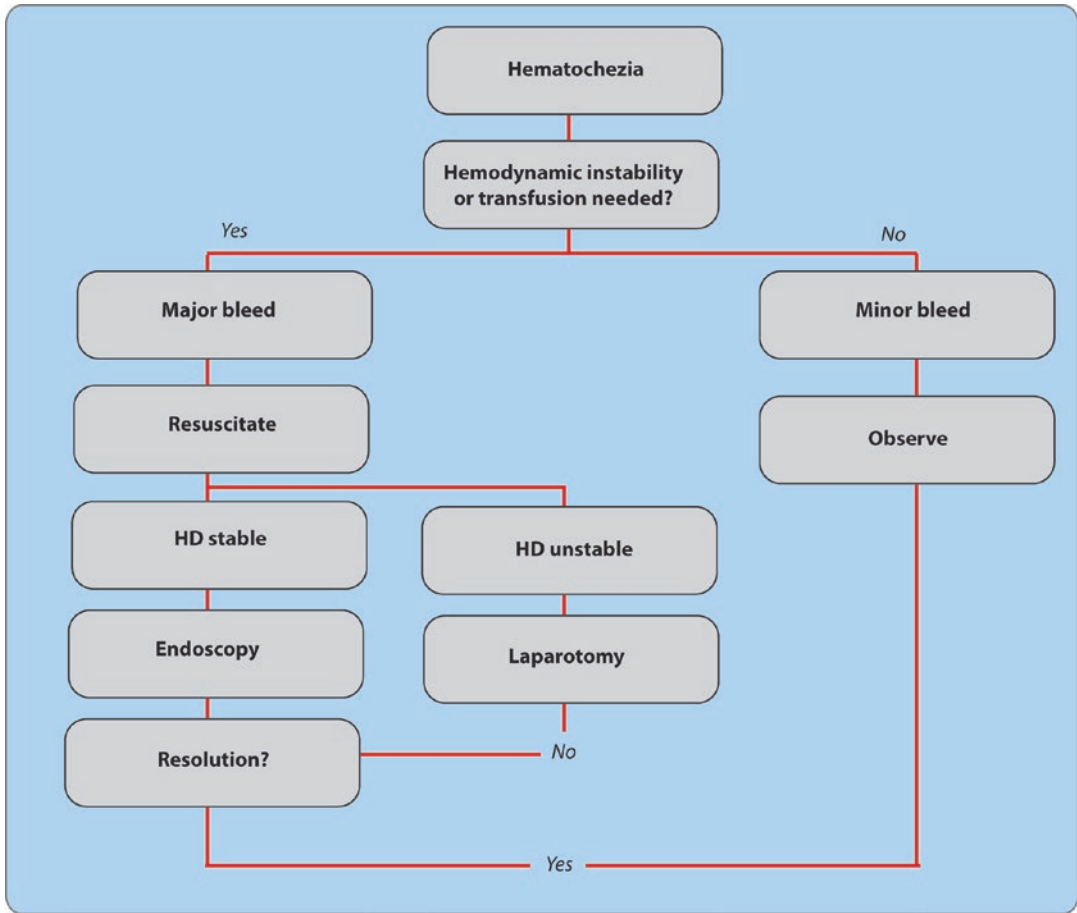 Hematochezia
Hemodynamic instability
or transfusion needed?
Yes
No
Major bleed
Minor bleed
Resuscitate
Observe
HD stable
HD unstable
Endoscopy
Laparotomy
Resolution?
No
Yes